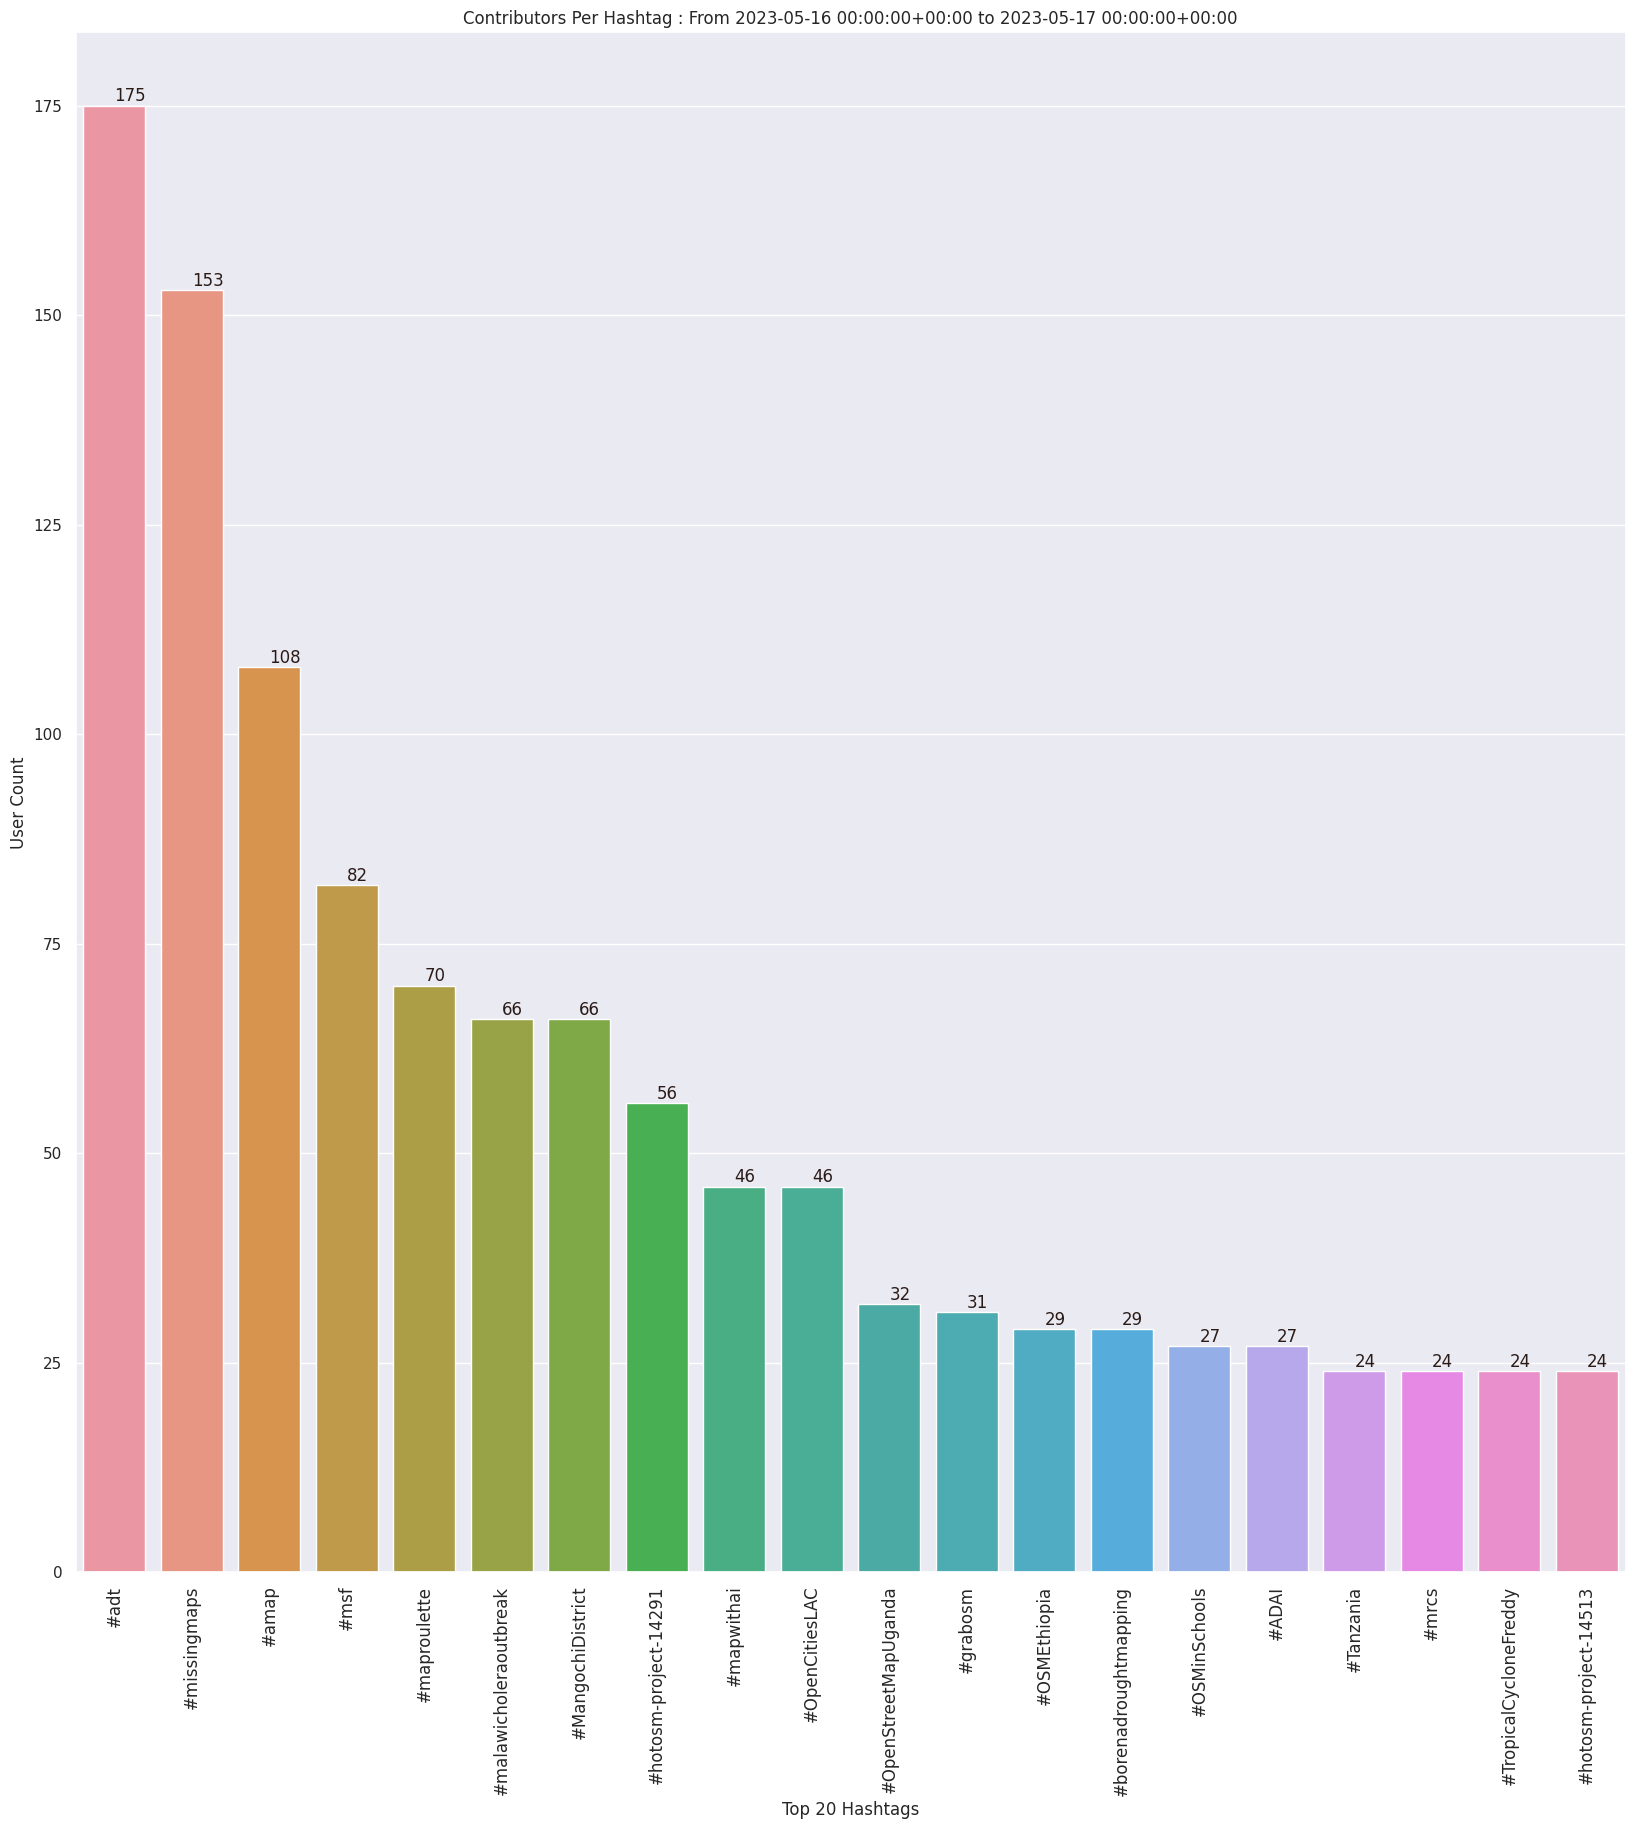 Contributors Per Hashtag : From 2023-05-16 00:00:00+00:00 to 2023-05-17 00:00:00+00:00
User Count
175
150
125
100
75
50
25
0
175
153
108
82
70
66
66
56
46
46
32
31
29
29
27
27
24
24
24
24
#adt
#missingmaps
#amap
#msf
#maproulette
#malawicholeraoutbreak
#MangochiDistrict
#hotosm-project-14291
#mapwithai
#OpenCitiesLAC
#OpenStreetMapUganda
#grabosm
#OSMEthiopia
#borenadroughtmapping
#OSMinSchools
#ADAI
#Tanzania
#mrcs
#TropicalCycloneFreddy
#hotosm-project-14513
Top 20 Hashtags